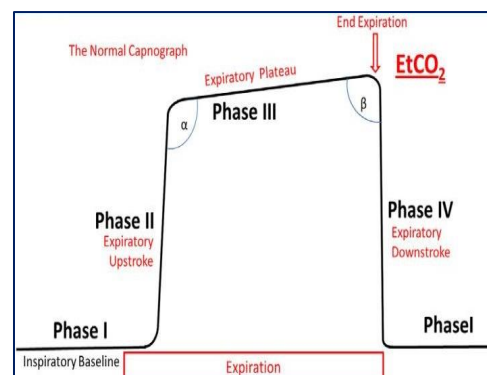 The Normal Capnograph
End Expiration
EtCO2
Expiratory Plateau
α
β
Phase III
Phase II
Expiratory
Upstroke
Phase IV
Expiratory
Downstroke
Phase I
PhaseI
Inspiratory Baseline
Expiration